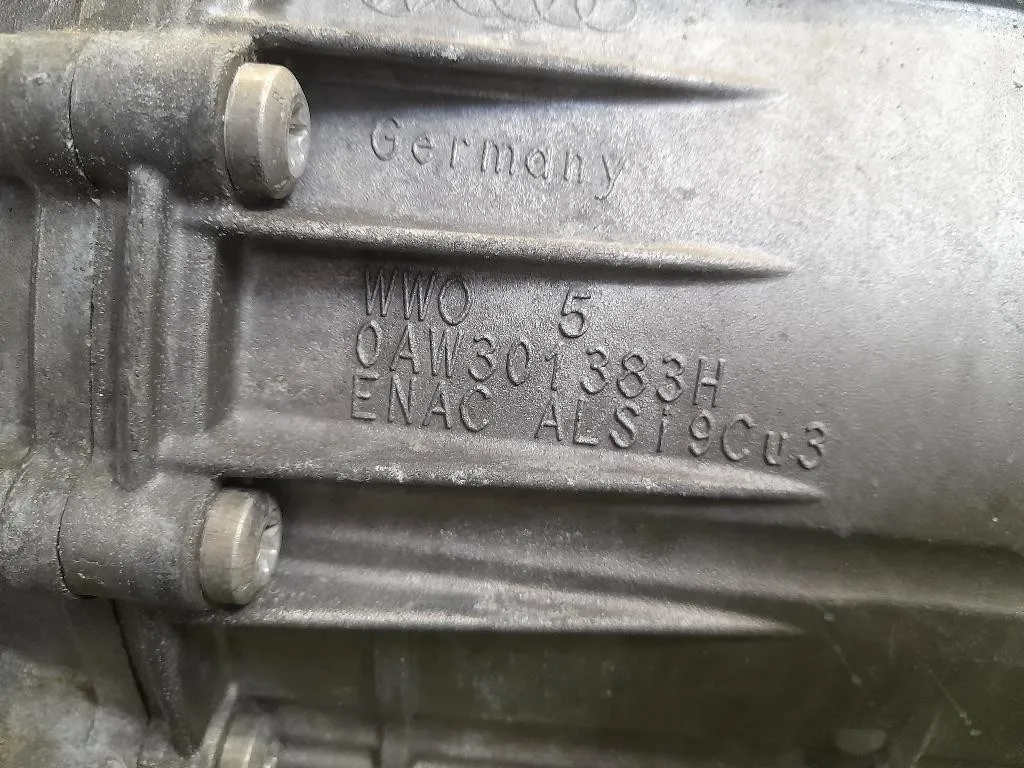 Germany
WWO 5
0AW301383H
ENAC ALSi9Cu3